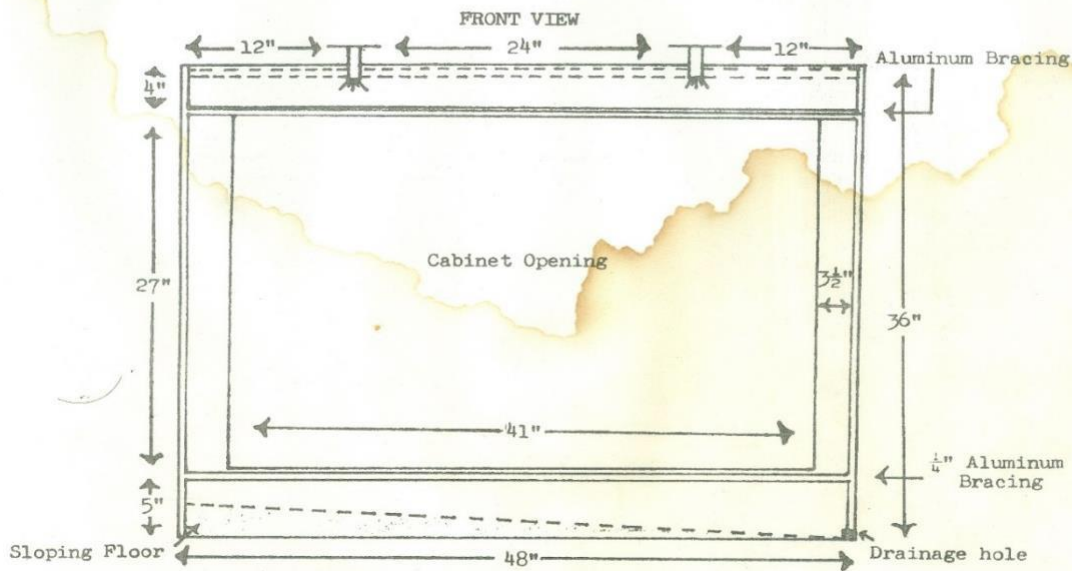 FRONT VIEW
12"
24"
12"
Aluminum Bracing
4"
27"
Cabinet Opening
3½"
36"
41"
¼" Aluminum
Bracing
5"
Sloping Floor
48"
Drainage hole